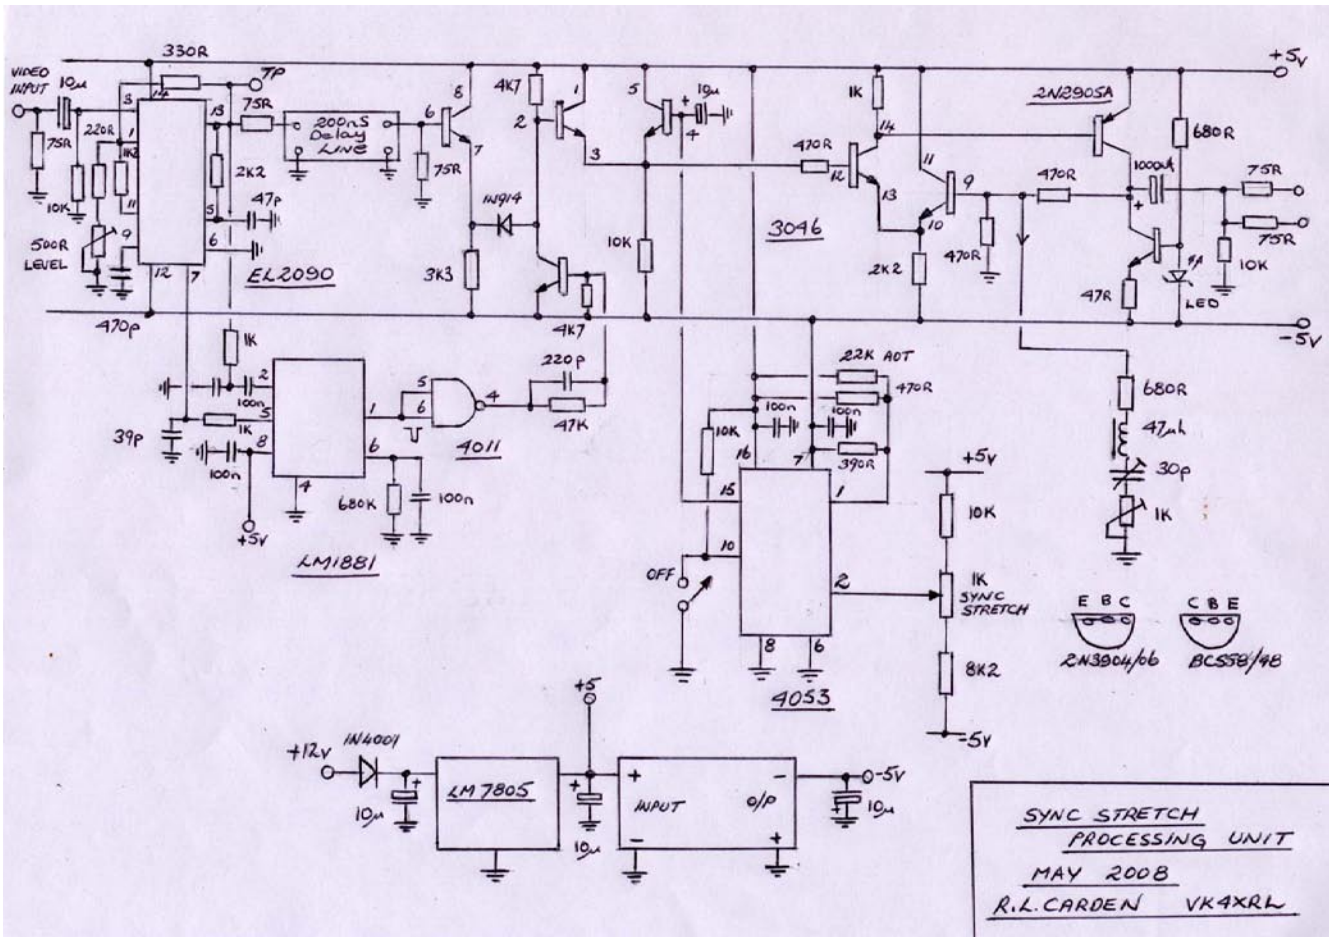 330R
+5v
VIDEO
INPUT
10µ
TP
14
3
13
75R
220R
1
1K2
75R
10K
11
2K2
200nS
Delay
LINE
47p
5
6
9
500R
LEVEL
12
7
EL2090
470p
6
8
7
75R
4K7
1
2
3
IN914
3K3
4K7
5
10µ
4
10K
1K
14
470R
12
13
11
10
9
3046
2K2
470R
470R
2N2905A
680R
1000µ
75R
75R
10K
47R
LED
-5v
1K
2
100n
5
1K
39p
8
100n
+5v
4
1
6
LM1881
680K
100n
5
6
4
4011
220p
47K
22K AOT
470R
100n
100n
390R
10K
16
7
15
1
10
2
OFF
8
6
4053
+5v
10K
1K
SYNC
STRETCH
8K2
-5v
680R
47µh
30p
1K
E B C
2N3904/06
C B E
BC558/48
+12v
IN4001
10µ
LM7805
+5
10µ
+
INPUT
-
-
O/P
+
-5v
10µ
SYNC STRETCH
PROCESSING UNIT
MAY 2008
R.L.CARDEN VK4XRL